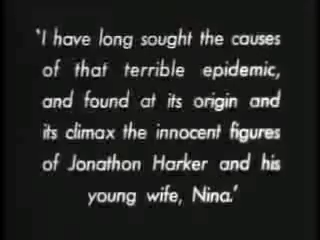 'I have long sought the causes
of that terrible epidemic,
and found at its origin and
its climax the innocent figures
of Jonathon Harker and his
young wife, Nina.'